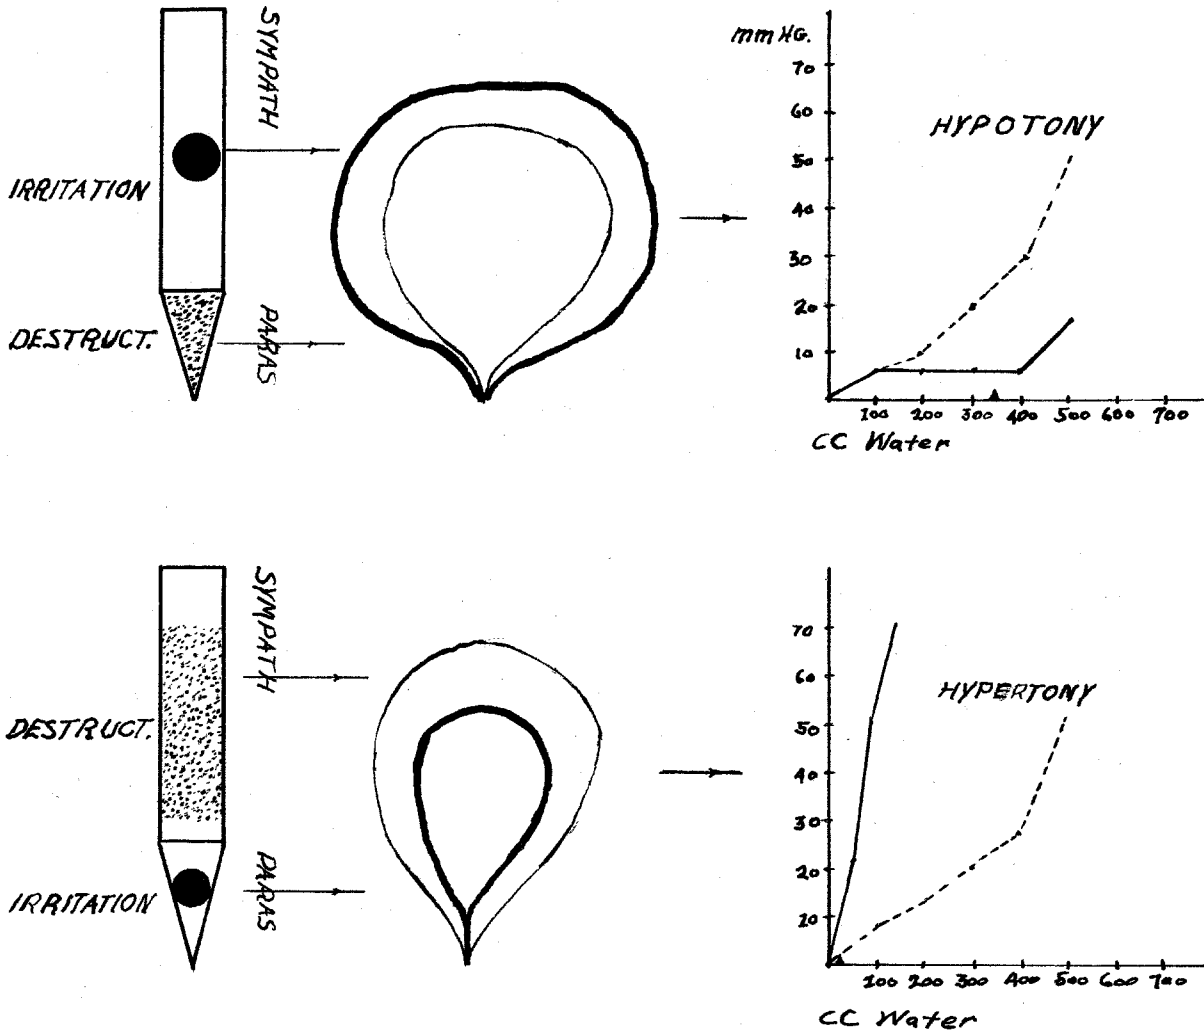 SYMPATH
IRRITATION
DESTRUCT.
PARAS
mm HG.
70
60
50
40
30
20
10
HYPOTONY
100 200 300 400 500 600 700
CC Water
SYMPATH
DESTRUCT.
IRRITATION
PARAS
70
60
50
40
30
20
10
HYPERTONY
100 200 300 400 500 600 700
CC Water